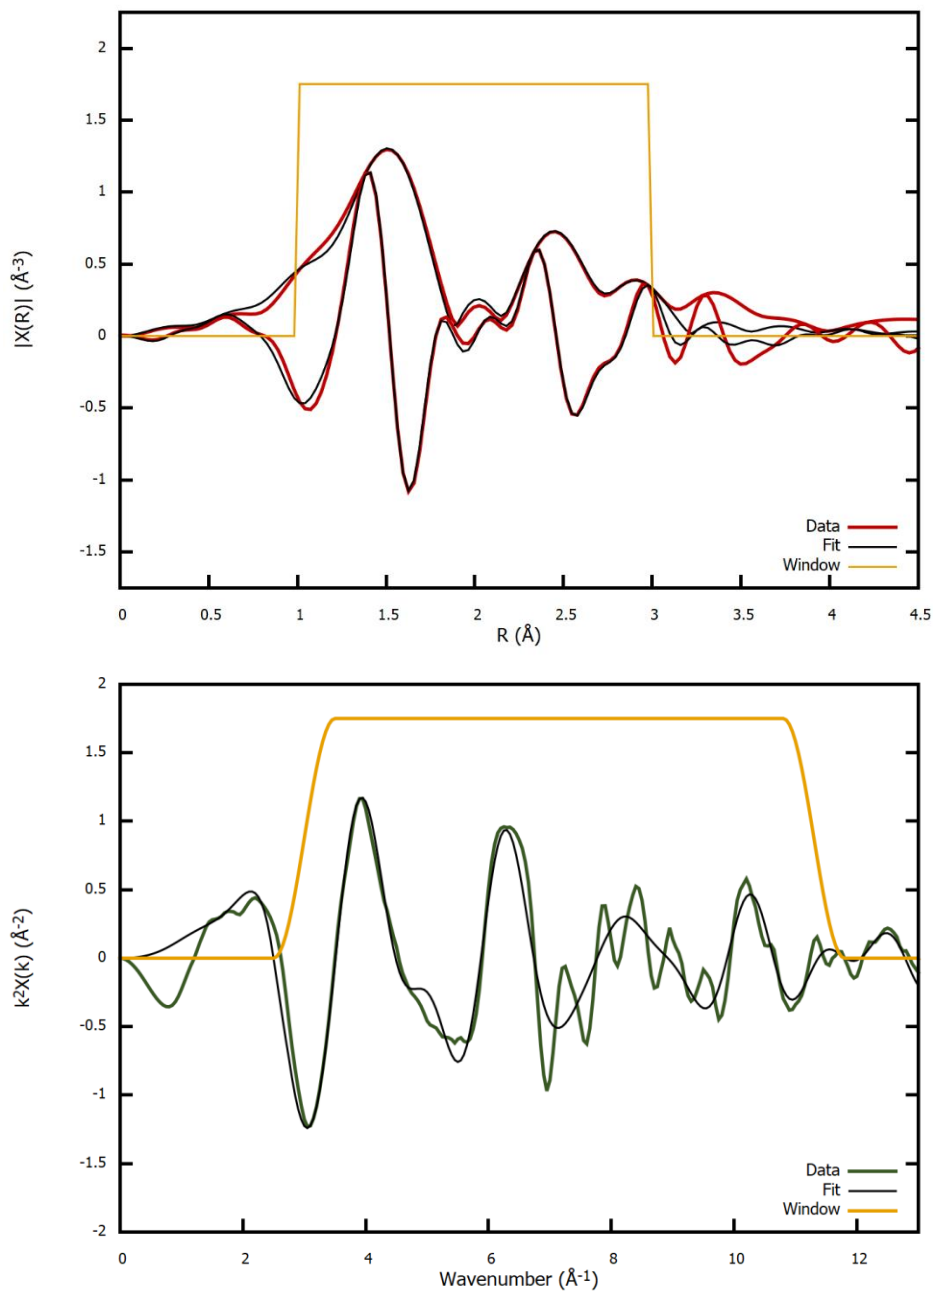 2
1.5
1
0.5
0
-0.5
-1
-1.5
|X(R)| (Å-3)
Data
Fit
Window
0 0.5 1 1.5 2 2.5 3 3.5 4 4.5
R (Å)
2
1.5
1
0.5
0
-0.5
-1
-1.5
-2
k²X(k) (Å-2)
Data
Fit
Window
0 2 4 6 8 10 12
Wavenumber (Å-1)